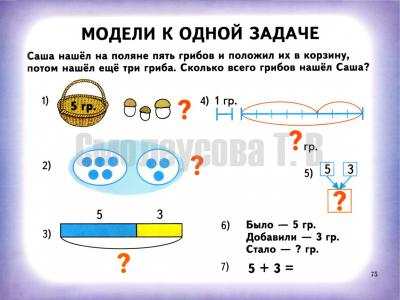 МОДЕЛИ К ОДНОЙ ЗАДАЧЕ
Саша нашёл на поляне пять грибов и положил их в корзину,
потом нашёл ещё три гриба. Сколько всего грибов нашёл Саша?
1) 5 гр. ?
4) 1 гр.
? гр.
Смолеусова Т. В.
2) ?
5) 5 3
?
3) 5 3
?
6) Было — 5 гр.
Добавили — 3 гр.
Стало — ? гр.
7) 5 + 3 =
75